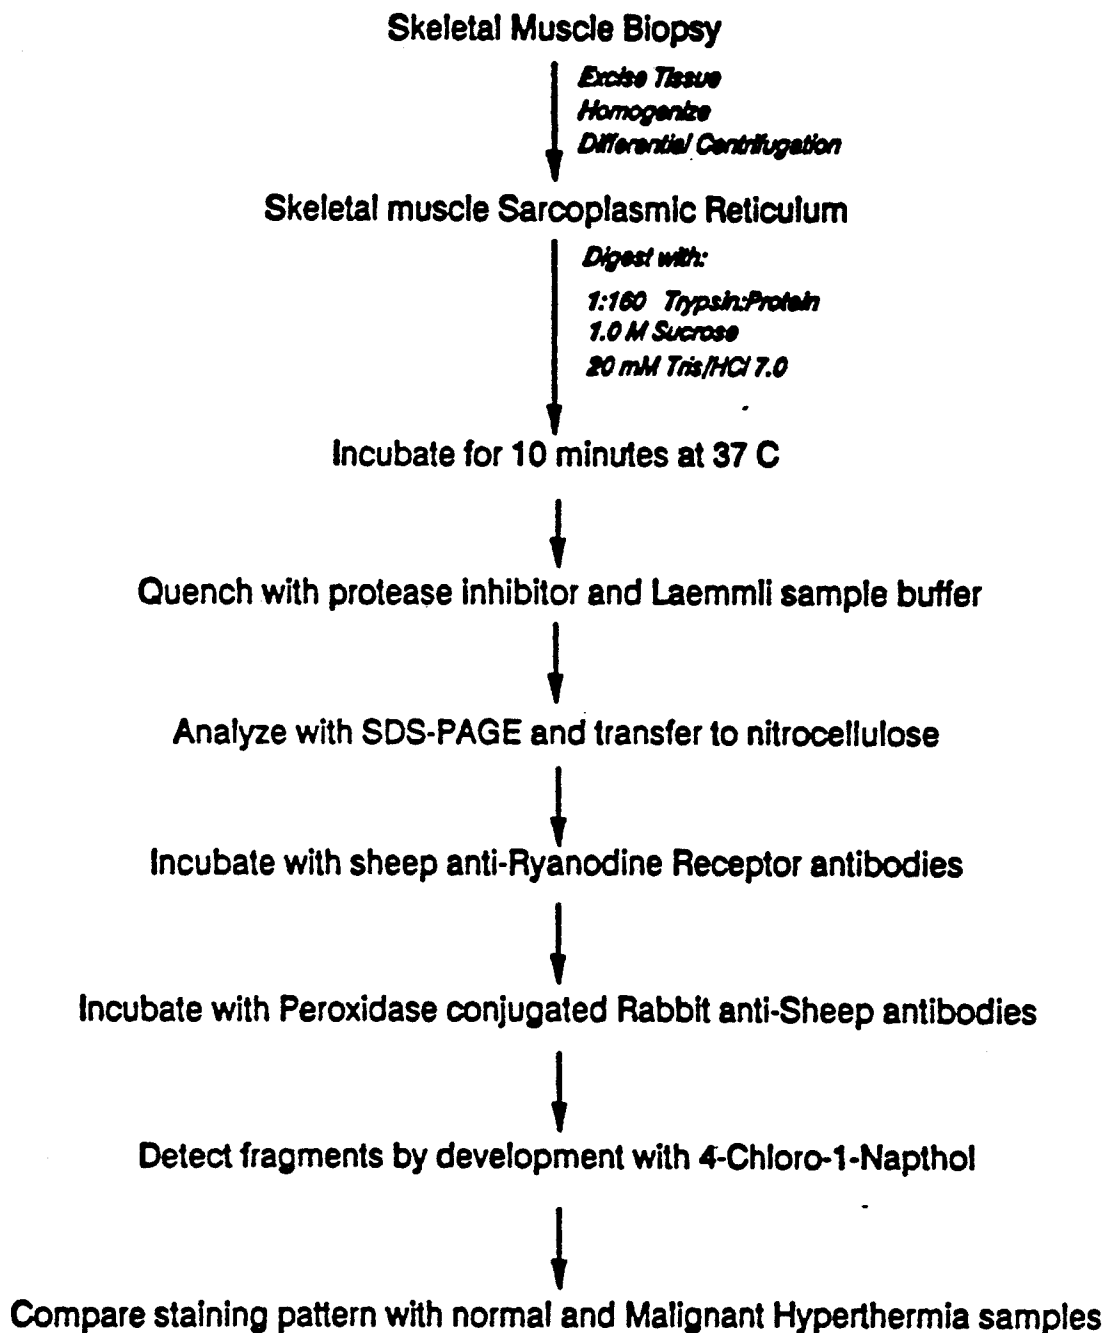 Skeletal Muscle Biopsy
Excise Tissue
Homogenize
Differential Centrifugation
Skeletal muscle Sarcoplasmic Reticulum
Digest with:
1:160 Trypsin:Protein
1.0 M Sucrose
20 mM Tris/HCl 7.0
Incubate for 10 minutes at 37 C
Quench with protease inhibitor and Laemmli sample buffer
Analyze with SDS-PAGE and transfer to nitrocellulose
Incubate with sheep anti-Ryanodine Receptor antibodies
Incubate with Peroxidase conjugated Rabbit anti-Sheep antibodies
Detect fragments by development with 4-Chloro-1-Napthol
Compare staining pattern with normal and Malignant Hyperthermia samples